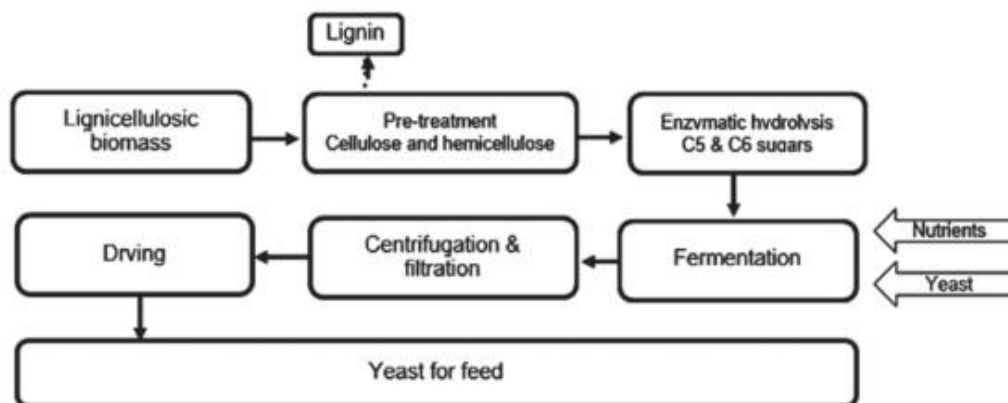 Lignin
Lignicellulosic
biomass
Pre-treatment
Cellulose and hemicellulose
Enzymatic hydrolysis
C5 & C6 sugars
Drying
Centrifugation &
filtration
Fermentation
Nutrients
Yeast
Yeast for feed